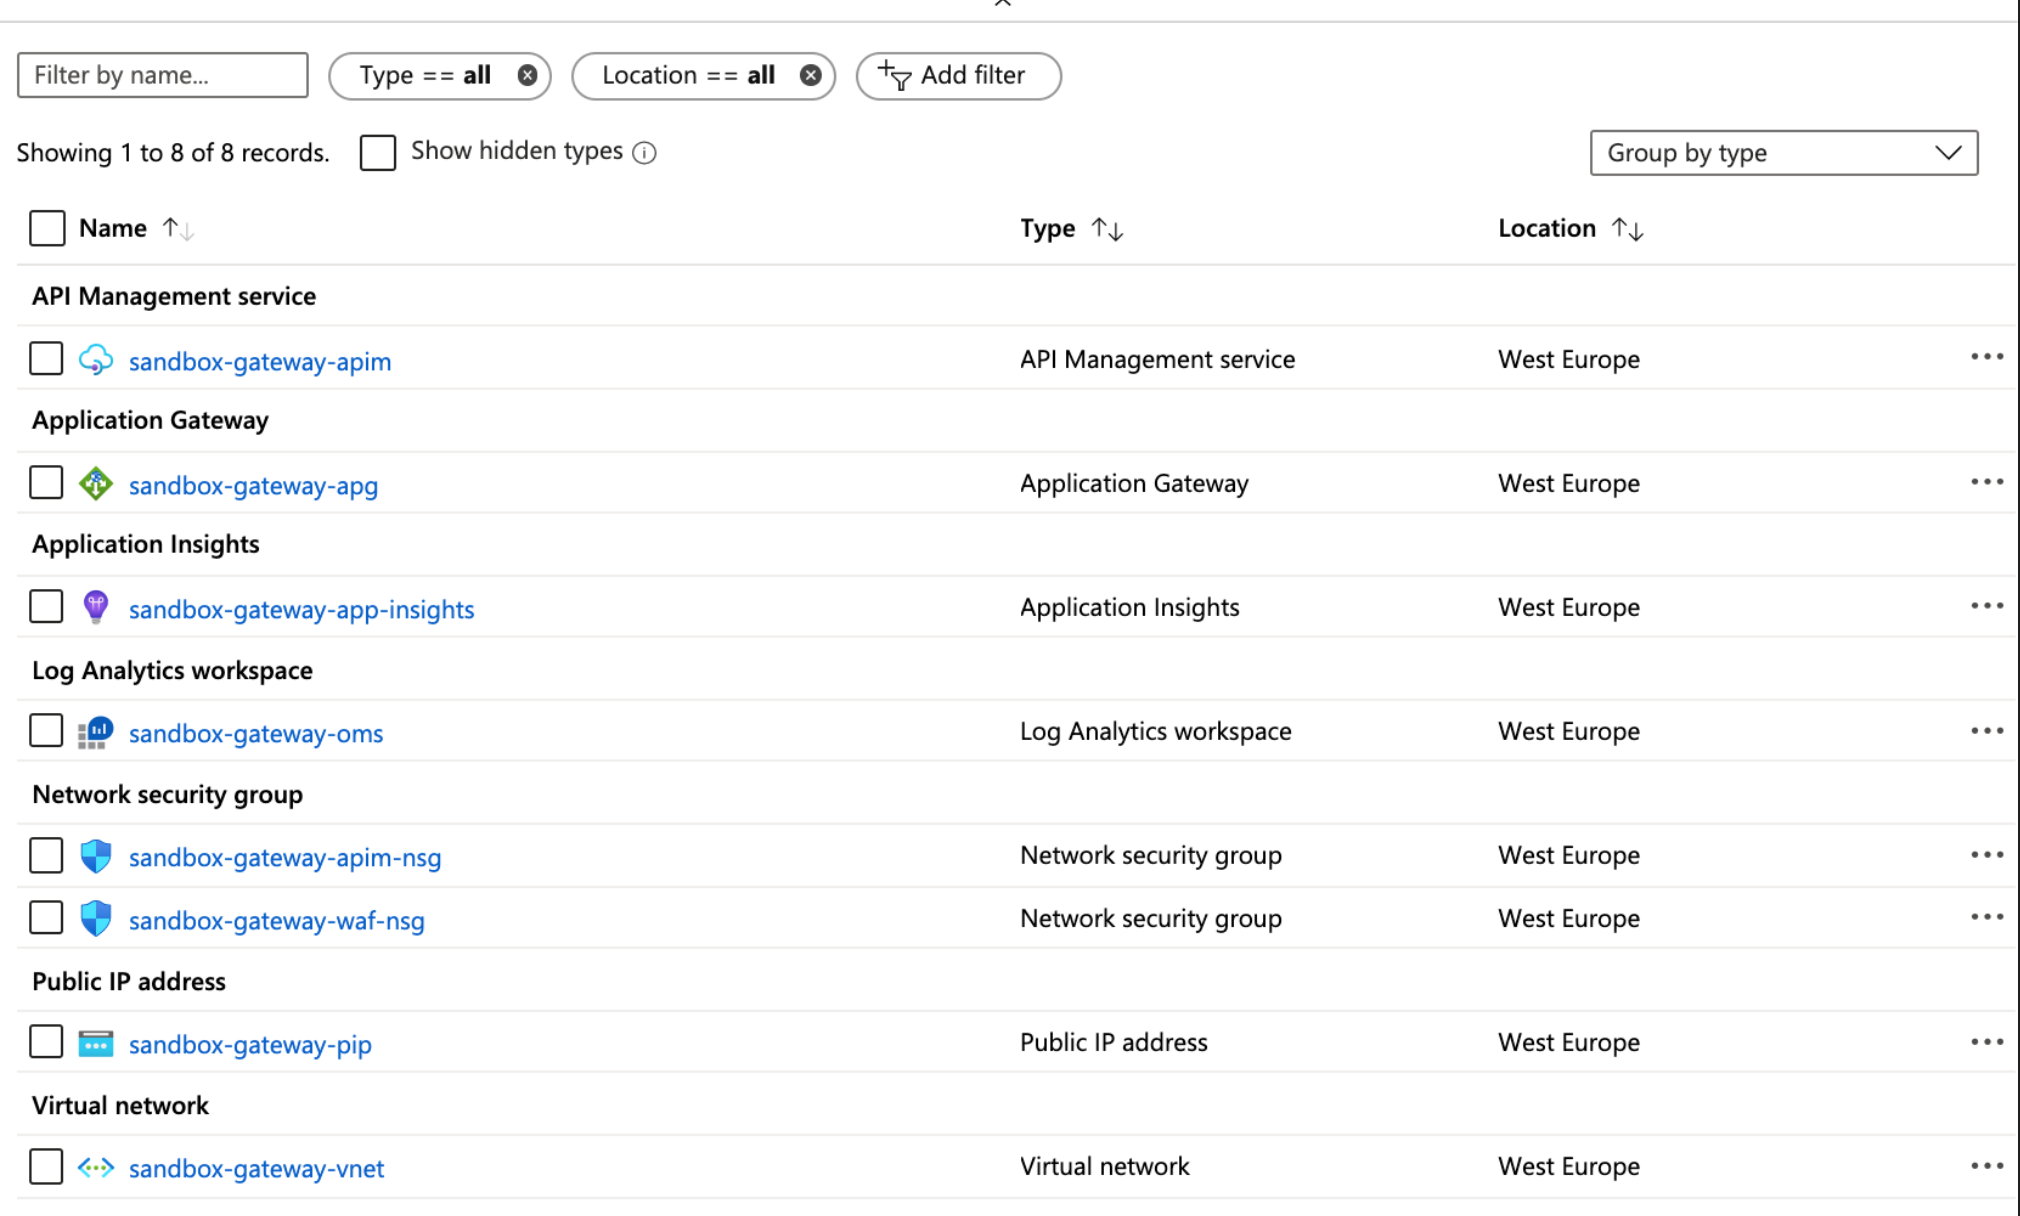 Filter by name...
Type == all
Location == all
Add filter
Showing 1 to 8 of 8 records.
Show hidden types
Group by type
Name
Type
Location
API Management service
sandbox-gateway-apim API Management service West Europe
Application Gateway
sandbox-gateway-apg Application Gateway West Europe
Application Insights
sandbox-gateway-app-insights Application Insights West Europe
Log Analytics workspace
sandbox-gateway-oms Log Analytics workspace West Europe
Network security group
sandbox-gateway-apim-nsg Network security group West Europe
sandbox-gateway-waf-nsg Network security group West Europe
Public IP address
sandbox-gateway-pip Public IP address West Europe
Virtual network
sandbox-gateway-vnet Virtual network West Europe